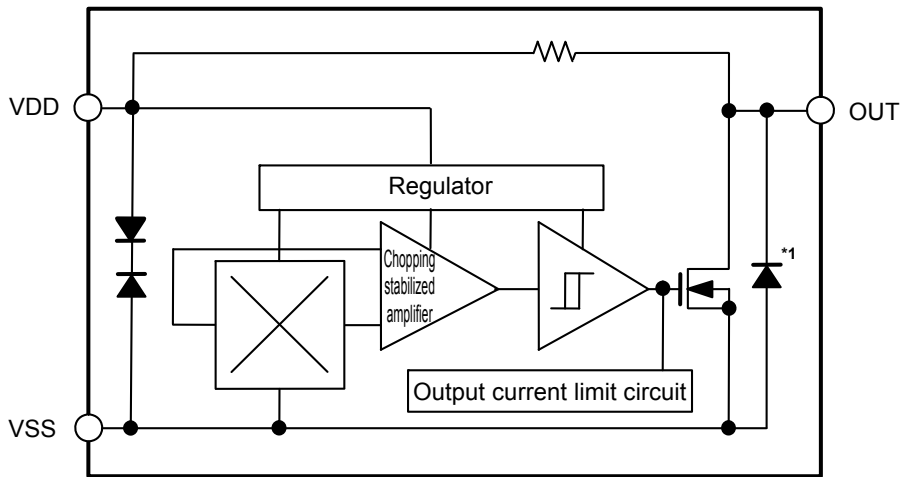 VDD
OUT
Regulator
Chopping
stabilized
amplifier
*1
Output current limit circuit
VSS